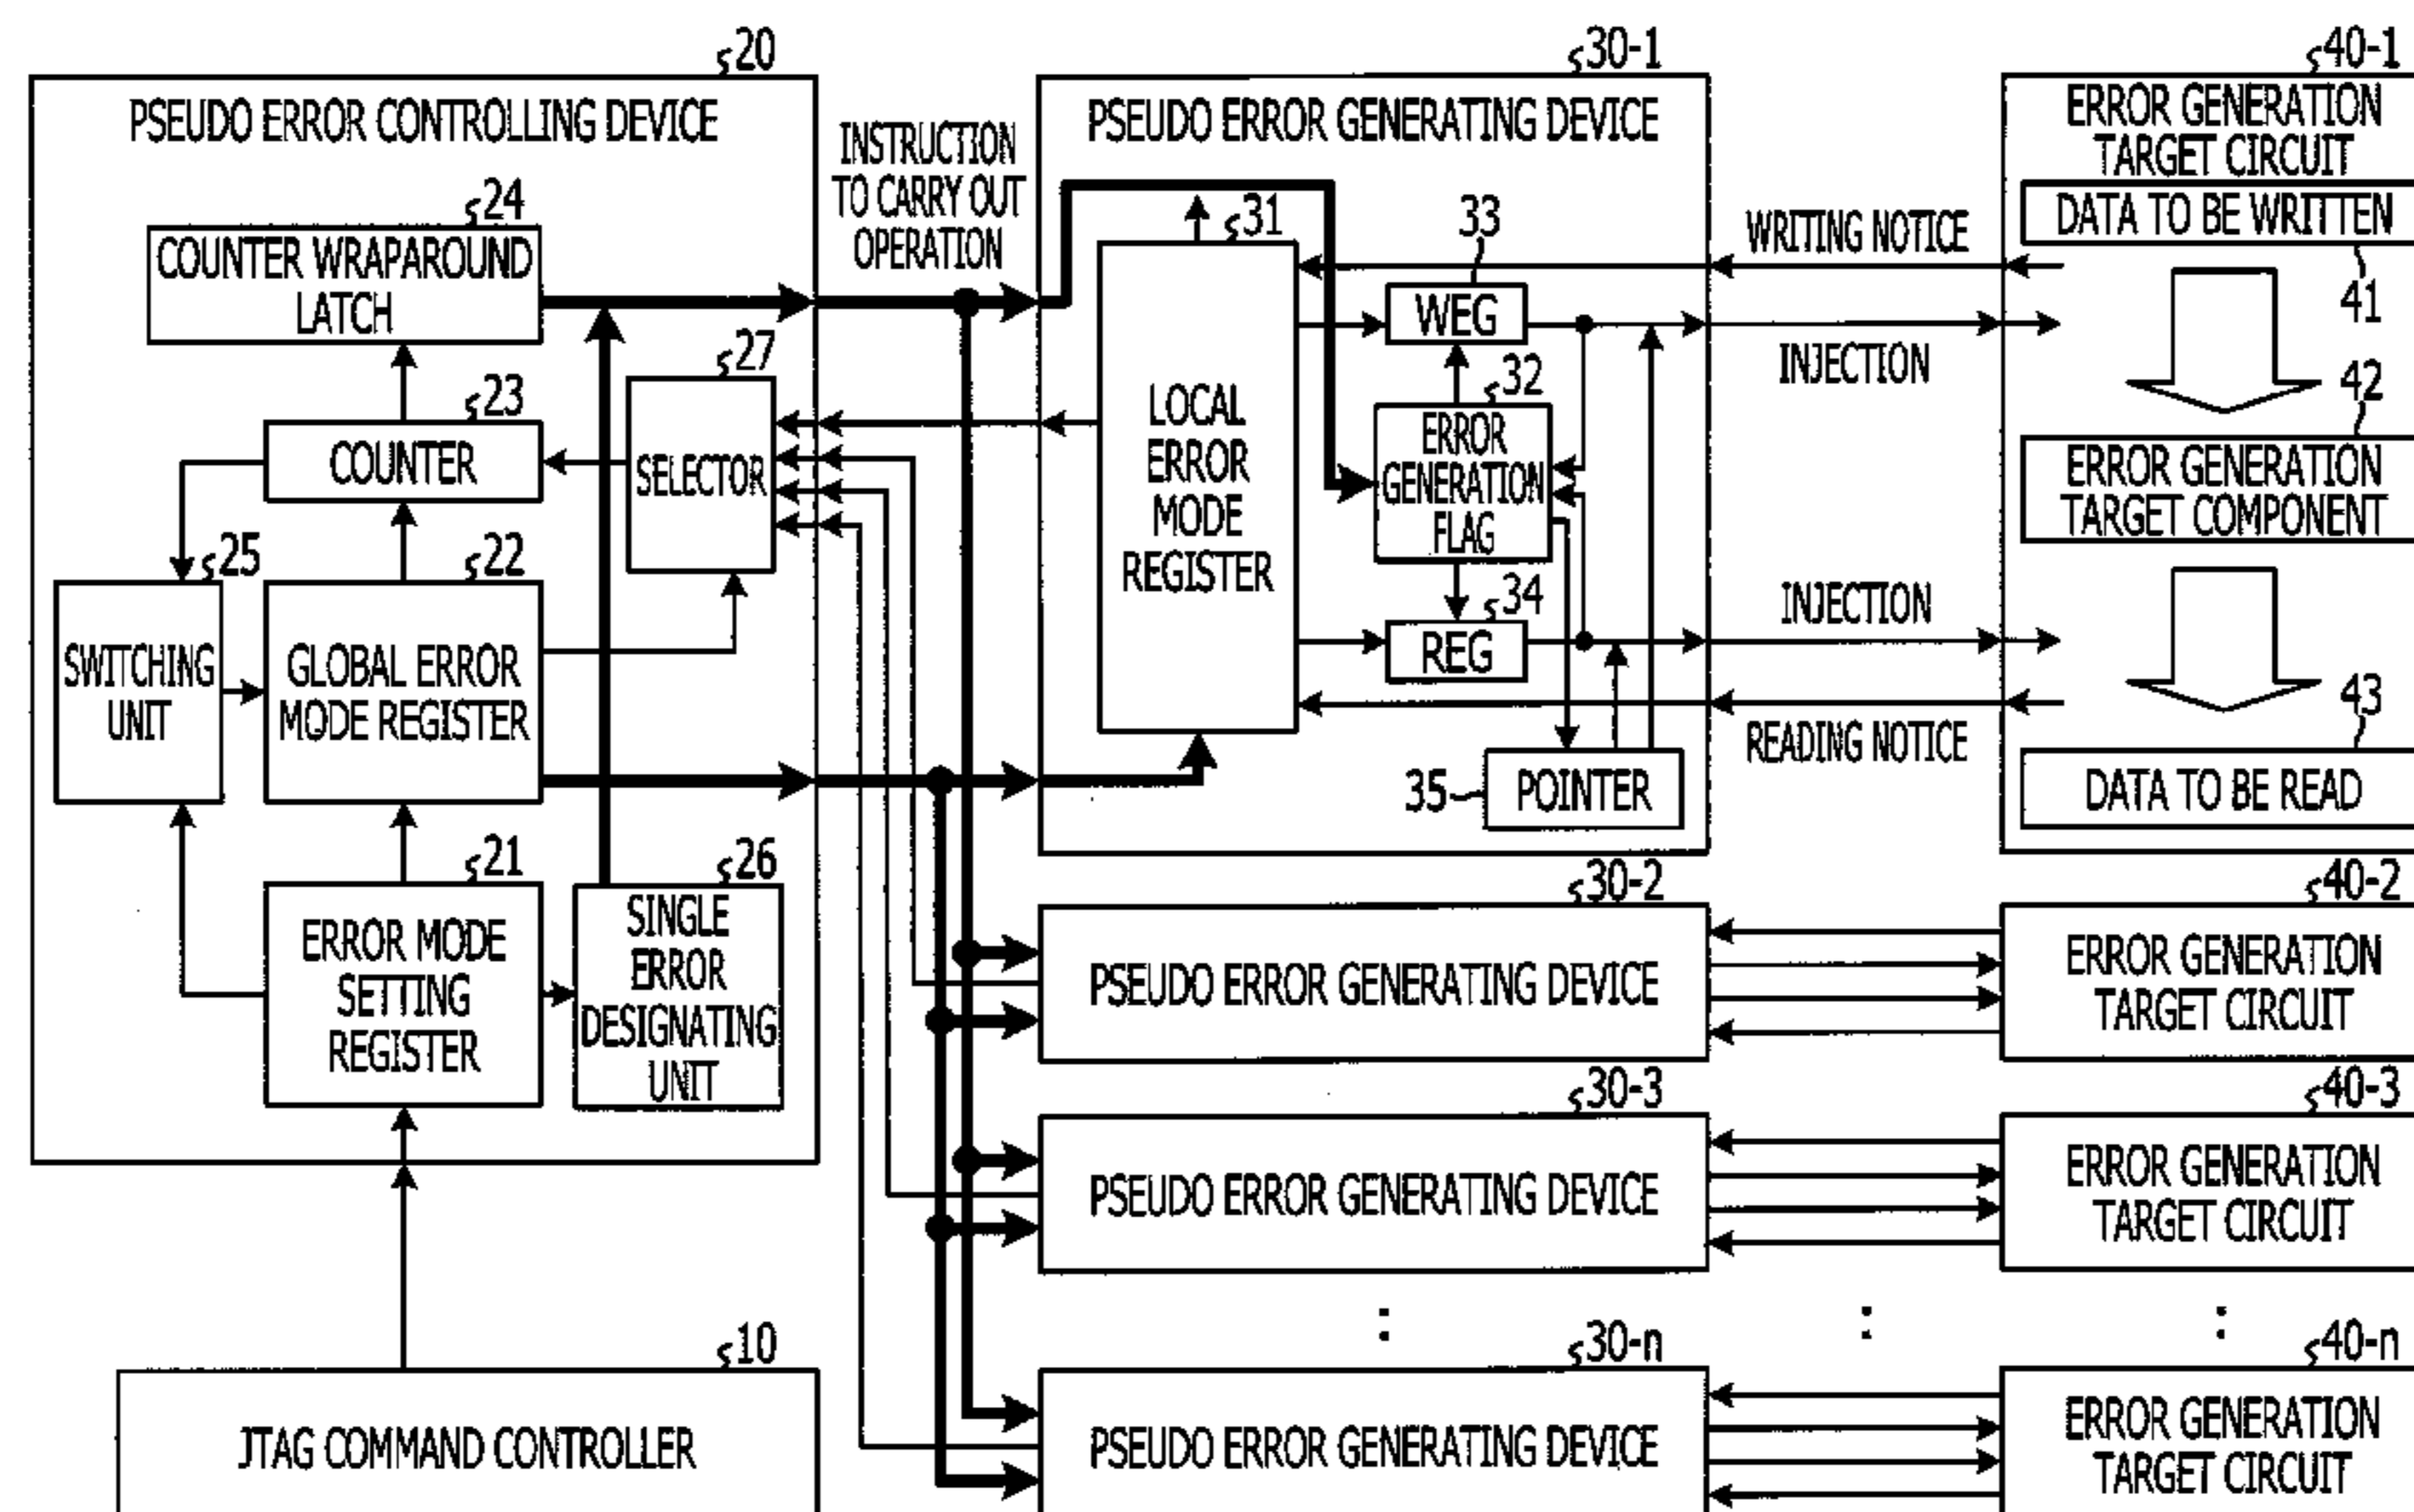 20
PSEUDO ERROR CONTROLLING DEVICE
24
COUNTER WRAPAROUND
LATCH
27
SELECTOR
23
COUNTER
25
SWITCHING
UNIT
22
GLOBAL ERROR
MODE REGISTER
21
ERROR MODE
SETTING
REGISTER
26
SINGLE
ERROR
DESIGNATING
UNIT
10
JTAG COMMAND CONTROLLER
INSTRUCTION
TO CARRY OUT
OPERATION
30-1
PSEUDO ERROR GENERATING DEVICE
31
LOCAL
ERROR
MODE
REGISTER
33
WEG
32
ERROR
GENERATION
FLAG
34
REG
35
POINTER
WRITING NOTICE
INJECTION
INJECTION
READING NOTICE
40-1
ERROR GENERATION
TARGET CIRCUIT
DATA TO BE WRITTEN
41
42
ERROR GENERATION
TARGET COMPONENT
43
DATA TO BE READ
30-2
PSEUDO ERROR GENERATING DEVICE
40-2
ERROR GENERATION
TARGET CIRCUIT
30-3
PSEUDO ERROR GENERATING DEVICE
40-3
ERROR GENERATION
TARGET CIRCUIT
30-n
PSEUDO ERROR GENERATING DEVICE
40-n
ERROR GENERATION
TARGET CIRCUIT